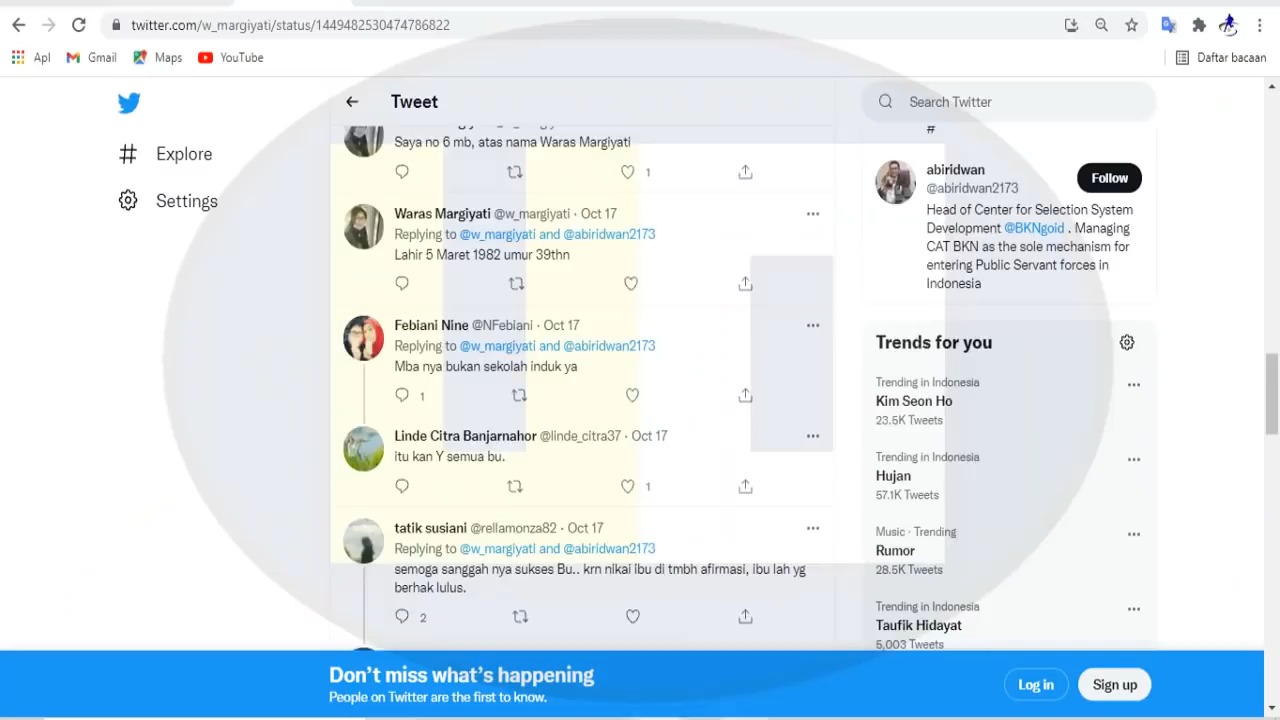 twitter.com/w_margiyati/status/1449482530474786822
Apl
Gmail
Maps
YouTube
Daftar bacaan
Explore
Settings
Tweet
Saya no 6 mb, atas nama Waras Margiyati
1
Waras Margiyati @w_margiyati · Oct 17
Replying to @w_margiyati and @abiridwan2173
Lahir 5 Maret 1982 umur 39thn
Febiani Nine @NFebiani · Oct 17
Replying to @w_margiyati and @abiridwan2173
Mba nya bukan sekolah induk ya
1
Linde Citra Banjarnahor @linde_citra37 · Oct 17
itu kan Y semua bu.
1
tatik susiani @rellamonza82 · Oct 17
Replying to @w_margiyati and @abiridwan2173
semoga sanggah nya sukses Bu.. krn nikai ibu di tmbh afirmasi, ibu lah yg
berhak lulus.
2
Search Twitter
#
abiridwan
@abiridwan2173
Follow
Head of Center for Selection System
Development @BKNgoid . Managing
CAT BKN as the sole mechanism for
entering Public Servant forces in
Indonesia
Trends for you
Trending in Indonesia
Kim Seon Ho
23.5K Tweets
Trending in Indonesia
Hujan
57.1K Tweets
Music · Trending
Rumor
28.5K Tweets
Trending in Indonesia
Taufik Hidayat
5,003 Tweets
Don't miss what's happening
People on Twitter are the first to know.
Log in
Sign up